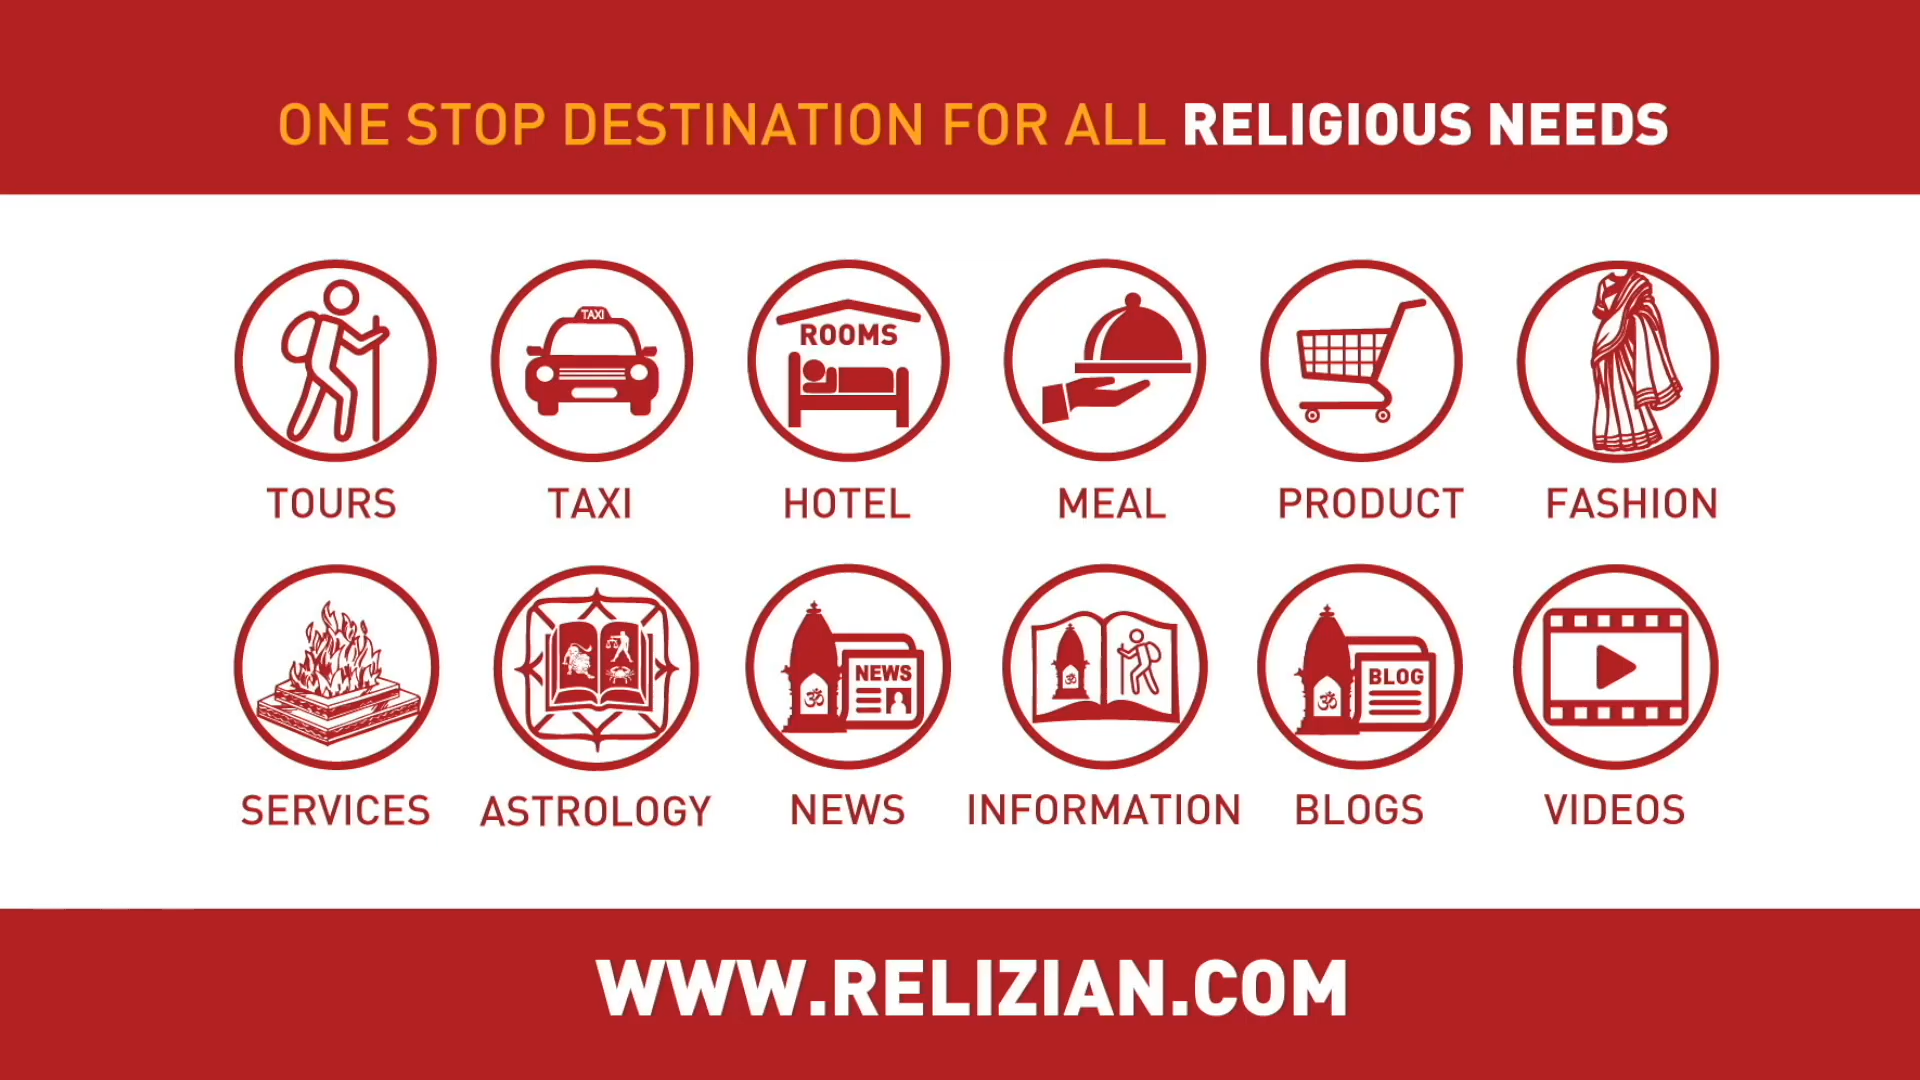 ONE STOP DESTINATION FOR ALL RELIGIOUS NEEDS
TAXI
ROOMS
TOURS TAXI HOTEL MEAL PRODUCT FASHION
NEWS
ॐ
ॐ
BLOG
ॐ
SERVICES ASTROLOGY NEWS INFORMATION BLOGS VIDEOS
WWW.RELIZIAN.COM